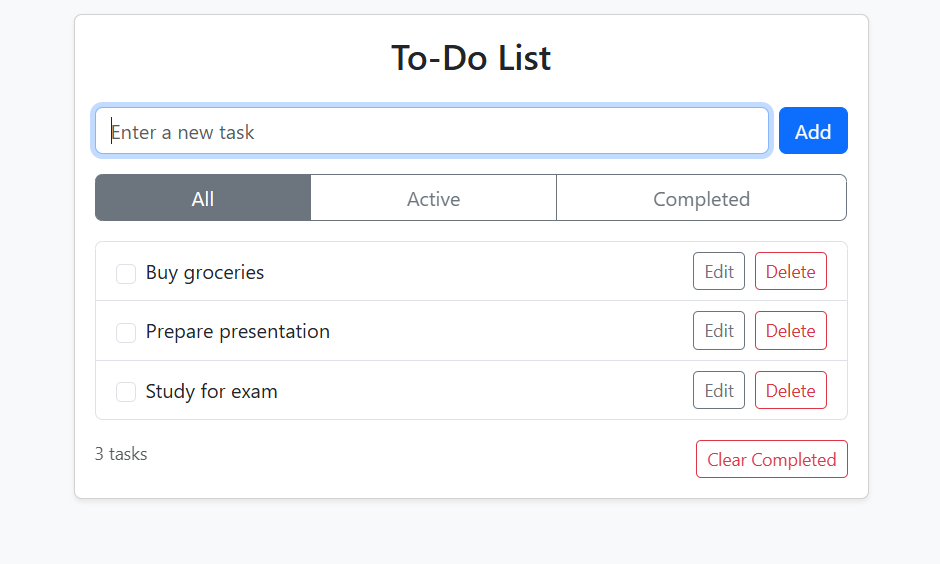 To-Do List
Enter a new task Add
All Active Completed
Buy groceries Edit Delete
Prepare presentation Edit Delete
Study for exam Edit Delete
3 tasks Clear Completed